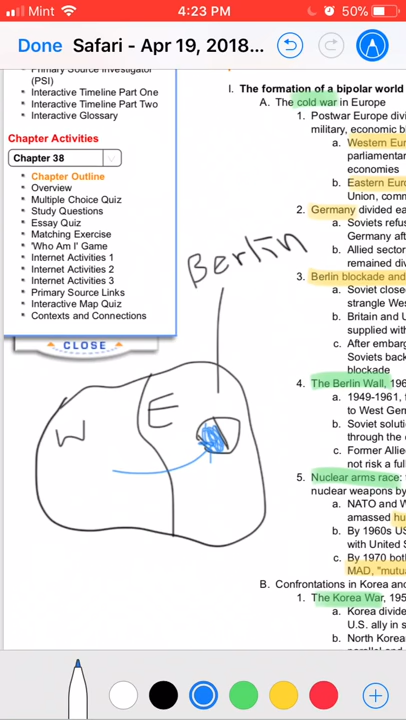 Mint 4:23 PM 50%
Done Safari - Apr 19, 2018...
Primary Source Investigator
(PSI)
Interactive Timeline Part One
Interactive Timeline Part Two
Interactive Glossary
Chapter Activities
Chapter 38
Chapter Outline
Overview
Multiple Choice Quiz
Study Questions
Essay Quiz
Matching Exercise
'Who Am I' Game
Internet Activities 1
Internet Activities 2
Internet Activities 3
Primary Source Links
Interactive Map Quiz
Contexts and Connections
CLOSE
Berlin
W
E
I. The formation of a bipolar world
A. The cold war in Europe
1. Postwar Europe divi
military, economic b
a. Western Eur
parliamentar
economies
b. Eastern Euro
Union, comm
2. Germany divided ea
a. Soviets refus
Germany afte
b. Allied sector
remained div
3. Berlin blockade and
a. Soviet close
strangle Wes
b. Britain and U
supplied with
c. After embarg
Soviets back
blockade
4. The Berlin Wall, 196
a. 1949-1961, t
to West Ger
b. Soviet soluti
through the c
c. Former Allie
not risk a full
5. Nuclear arms race:
nuclear weapons by
a. NATO and W
amassed hu
b. By 1960s US
with United S
c. By 1970 both
MAD, "mutua
B. Confrontations in Korea and
1. The Korea War, 195
a. Korea divide
U.S. ally in s
b. North Korea